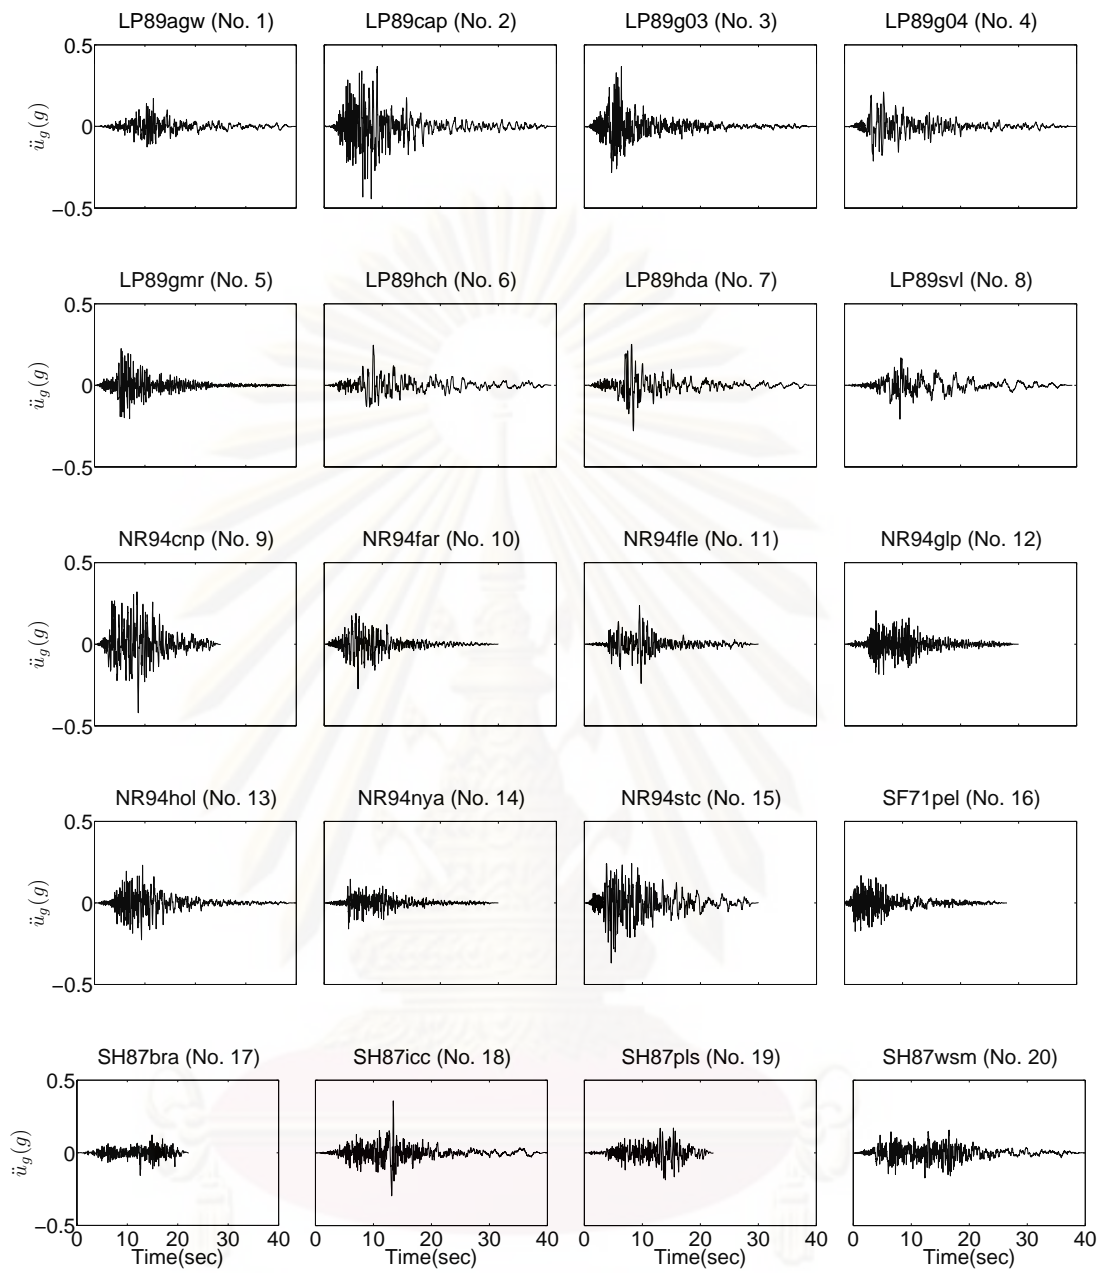 LP89agw (No. 1) LP89cap (No. 2) LP89g03 (No. 3) LP89g04 (No. 4)
0.5
0
−0.5
ü_g(g)
LP89gmr (No. 5) LP89hch (No. 6) LP89hda (No. 7) LP89svl (No. 8)
0.5
0
−0.5
ü_g(g)
NR94cnp (No. 9) NR94far (No. 10) NR94fle (No. 11) NR94glp (No. 12)
0.5
0
−0.5
ü_g(g)
NR94hol (No. 13) NR94nya (No. 14) NR94stc (No. 15) SF71pel (No. 16)
0.5
0
−0.5
ü_g(g)
SH87bra (No. 17) SH87icc (No. 18) SH87pls (No. 19) SH87wsm (No. 20)
0.5
0
−0.5
ü_g(g)
0 10 20 30 40 0 10 20 30 40 0 10 20 30 40 0 10 20 30 40
Time(sec) Time(sec) Time(sec) Time(sec)